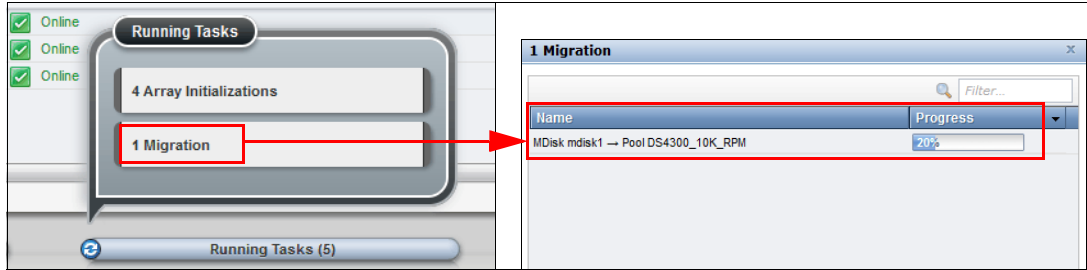 Online
Online
Online
Running Tasks
4 Array Initializations
1 Migration
Running Tasks (5)
1 Migration
x
Filter...
Name Progress
MDisk mdisk1 → Pool DS4300_10K_RPM 20%